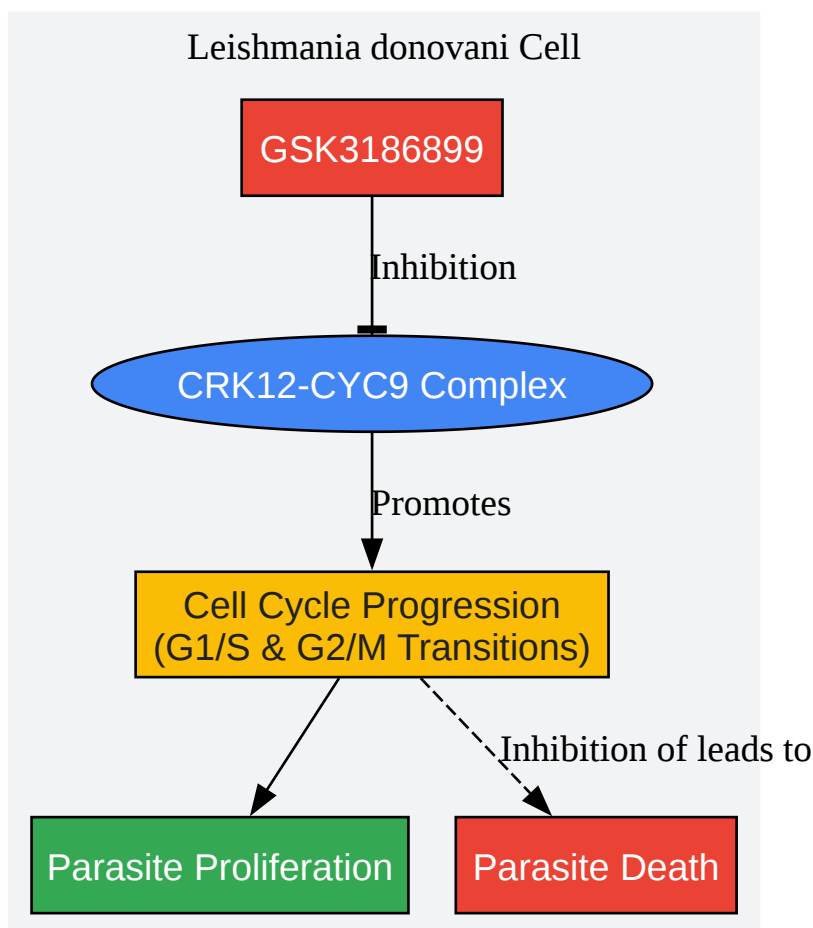 Leishmania donovani Cell
GSK3186899
Inhibition
CRK12-CYC9 Complex
Promotes
Cell Cycle Progression
(G1/S & G2/M Transitions)
Inhibition of leads to
Parasite Proliferation
Parasite Death